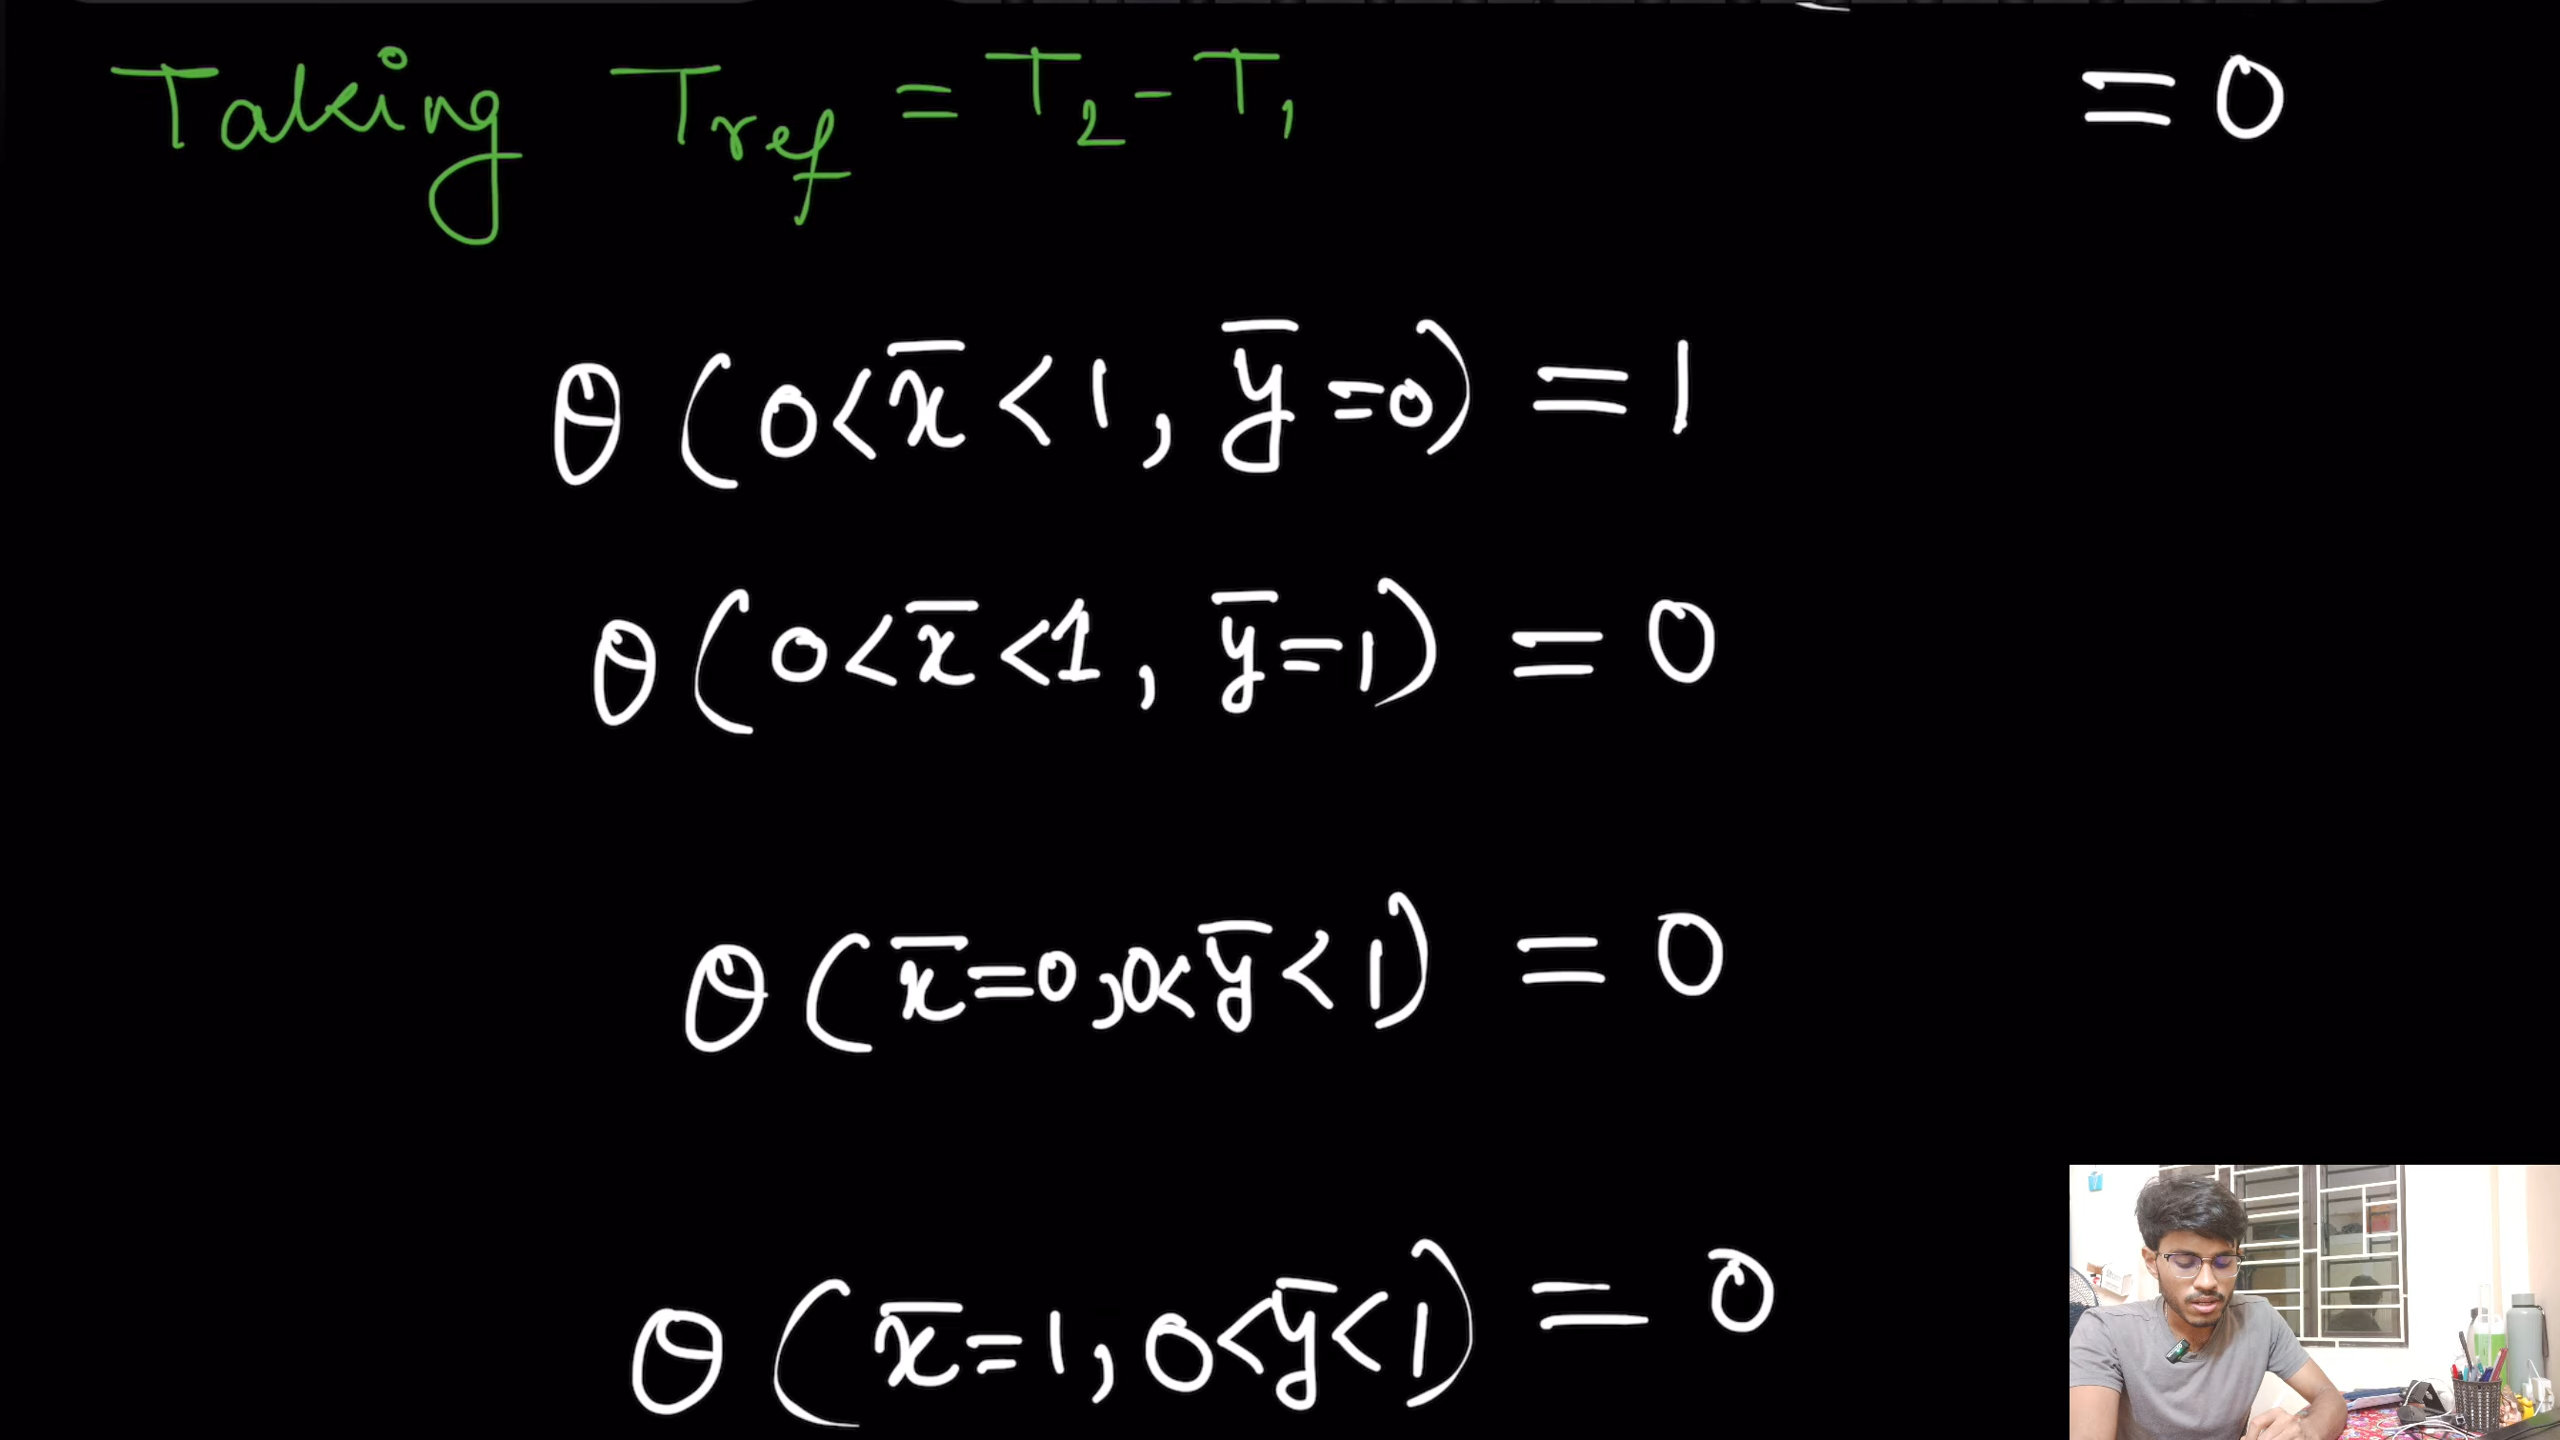 Taking T_ref = T_2 - T_1
= 0
θ (0 < x̄ < 1, ȳ = 0) = 1
θ (0 < x̄ < 1, ȳ = 1) = 0
θ (x̄ = 0, 0 < ȳ < 1) = 0
θ (x̄ = 1, 0 < ȳ < 1) = 0